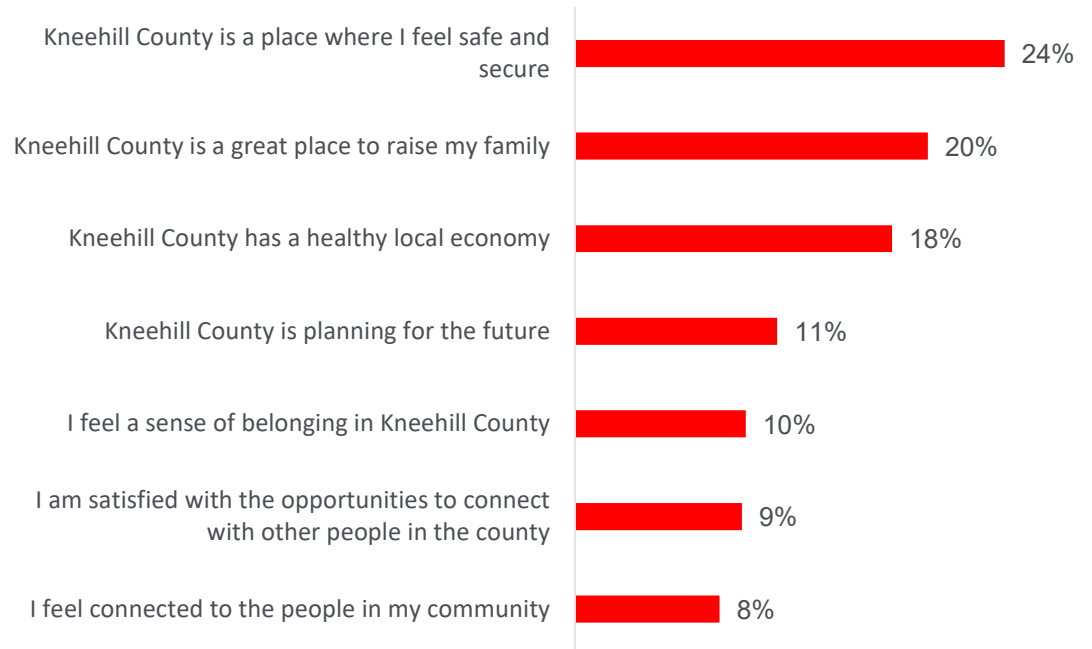 Kneehill County is a place where I feel safe and
secure
24%
Kneehill County is a great place to raise my family
20%
Kneehill County has a healthy local economy
18%
Kneehill County is planning for the future
11%
I feel a sense of belonging in Kneehill County
10%
I am satisfied with the opportunities to connect
with other people in the county
9%
I feel connected to the people in my community
8%